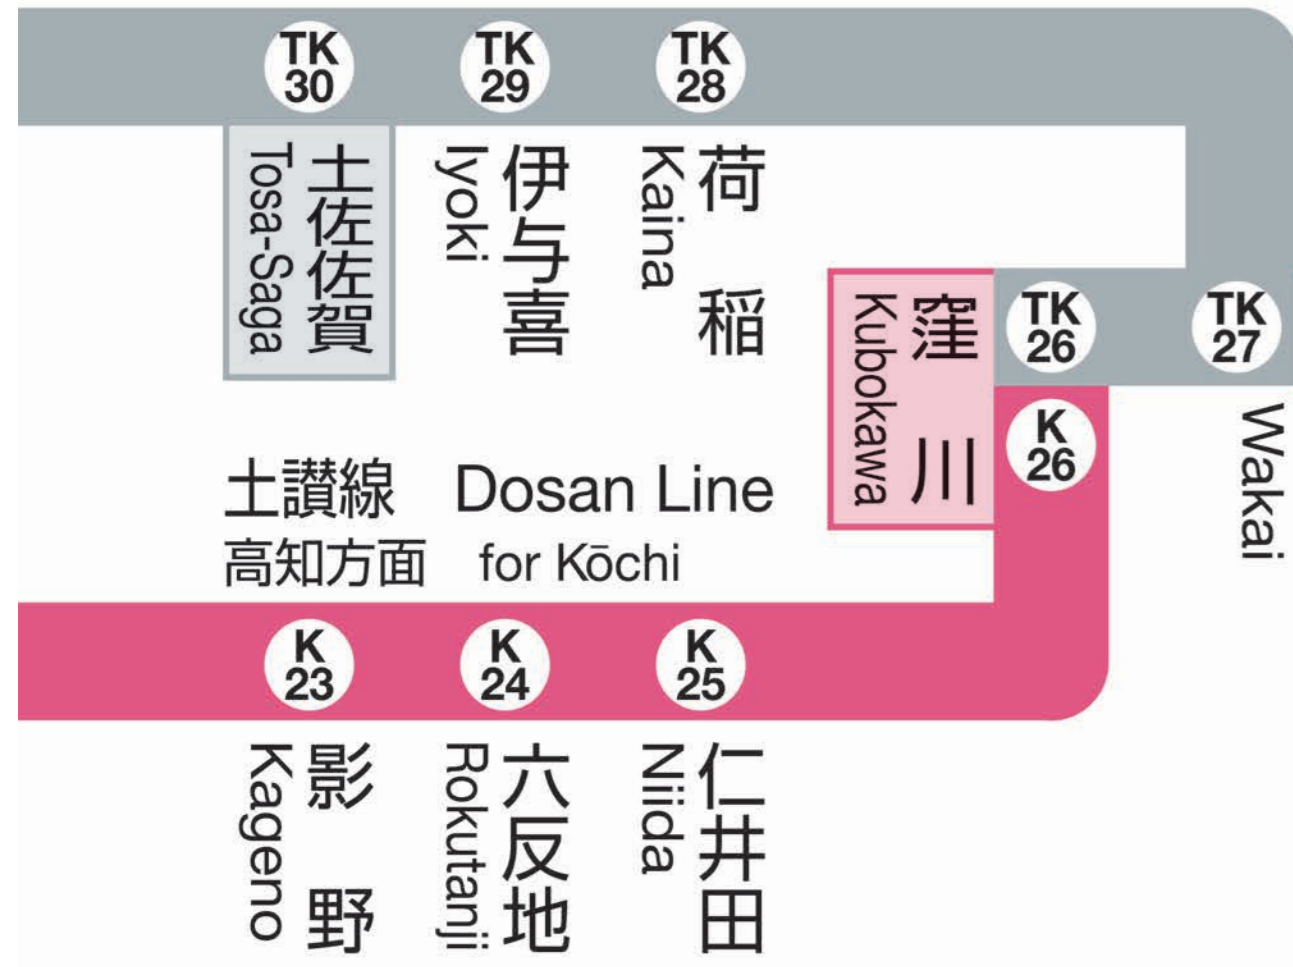 TK
30
TK
29
TK
28
土佐佐賀
Tosa-Saga
伊与喜
Iyoki
荷稲
Kaina
窪川
Kubokawa
TK
26
TK
27
K
26
Wakai
土讃線 Dosan Line
高知方面 for Kōchi
K
23
K
24
K
25
影野
Kageno
六反地
Rokutanji
仁井田
Niida